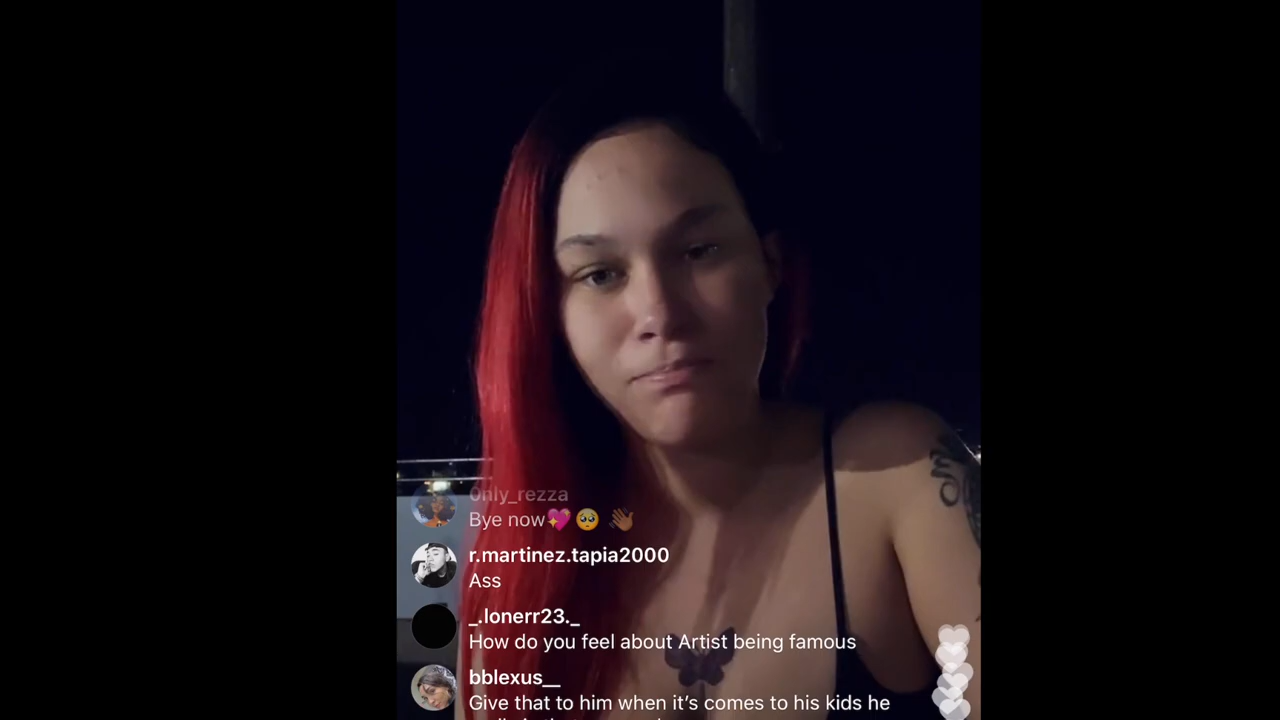 0nly_rezza
Bye now💖🥺 👋🏾
r.martinez.tapia2000
Ass
_.lonerr23._
How do you feel about Artist being famous
bblexus__
Give that to him when it’s comes to his kids he